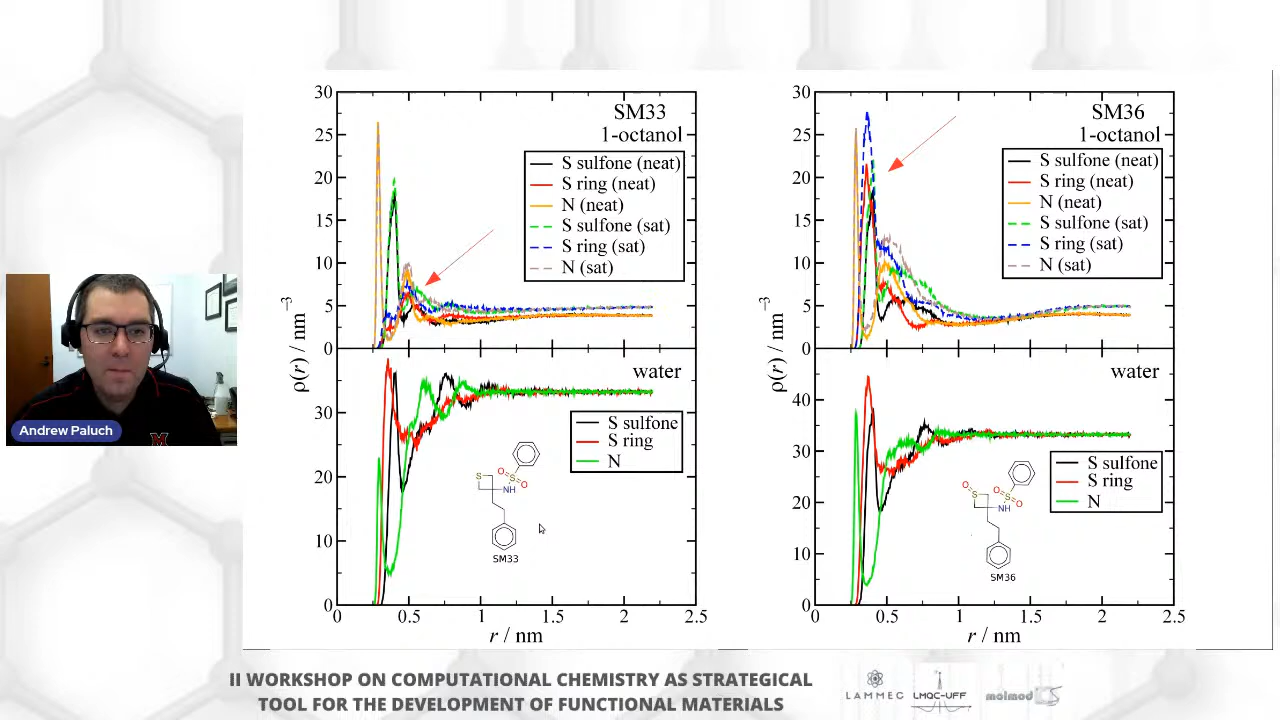 30
25
20
15
10
5
0
SM33
1-octanol
S sulfone (neat)
S ring (neat)
N (neat)
S sulfone (sat)
S ring (sat)
N (sat)
ρ(r) / nm⁻³
water
30
20
10
0
S sulfone
S ring
N
S
O
S
O
NH
SM33
0
0.5
1
1.5
2
2.5
r / nm
30
25
20
15
10
5
0
SM36
1-octanol
S sulfone (neat)
S ring (neat)
N (neat)
S sulfone (sat)
S ring (sat)
N (sat)
ρ(r) / nm⁻³
water
40
30
20
10
0
S sulfone
S ring
N
O
S
O
S
O
NH
SM36
0
0.5
1
1.5
2
2.5
r / nm
Andrew Paluch
M
II WORKSHOP ON COMPUTATIONAL CHEMISTRY AS STRATEGICAL
TOOL FOR THE DEVELOPMENT OF FUNCTIONAL MATERIALS
LAMMEC
LMQC-UFF
molmodCS